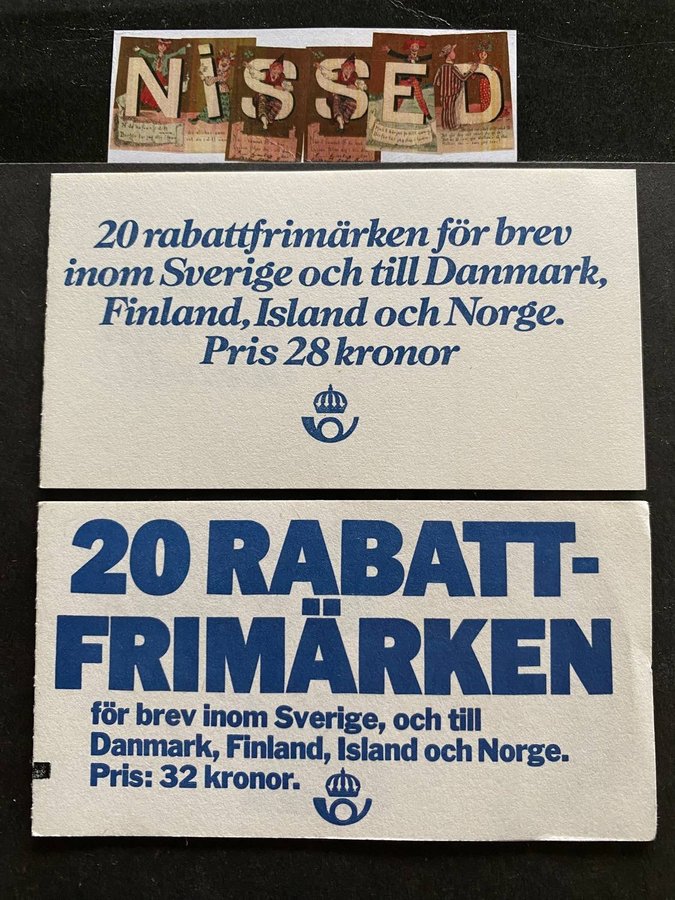 NiSSED
20 rabattfrimärken för brev
inom Sverige och till Danmark,
Finland, Island och Norge.
Pris 28 kronor
20 RABATT-
FRIMÄRKEN
för brev inom Sverige, och till
Danmark, Finland, Island och Norge.
Pris: 32 kronor.